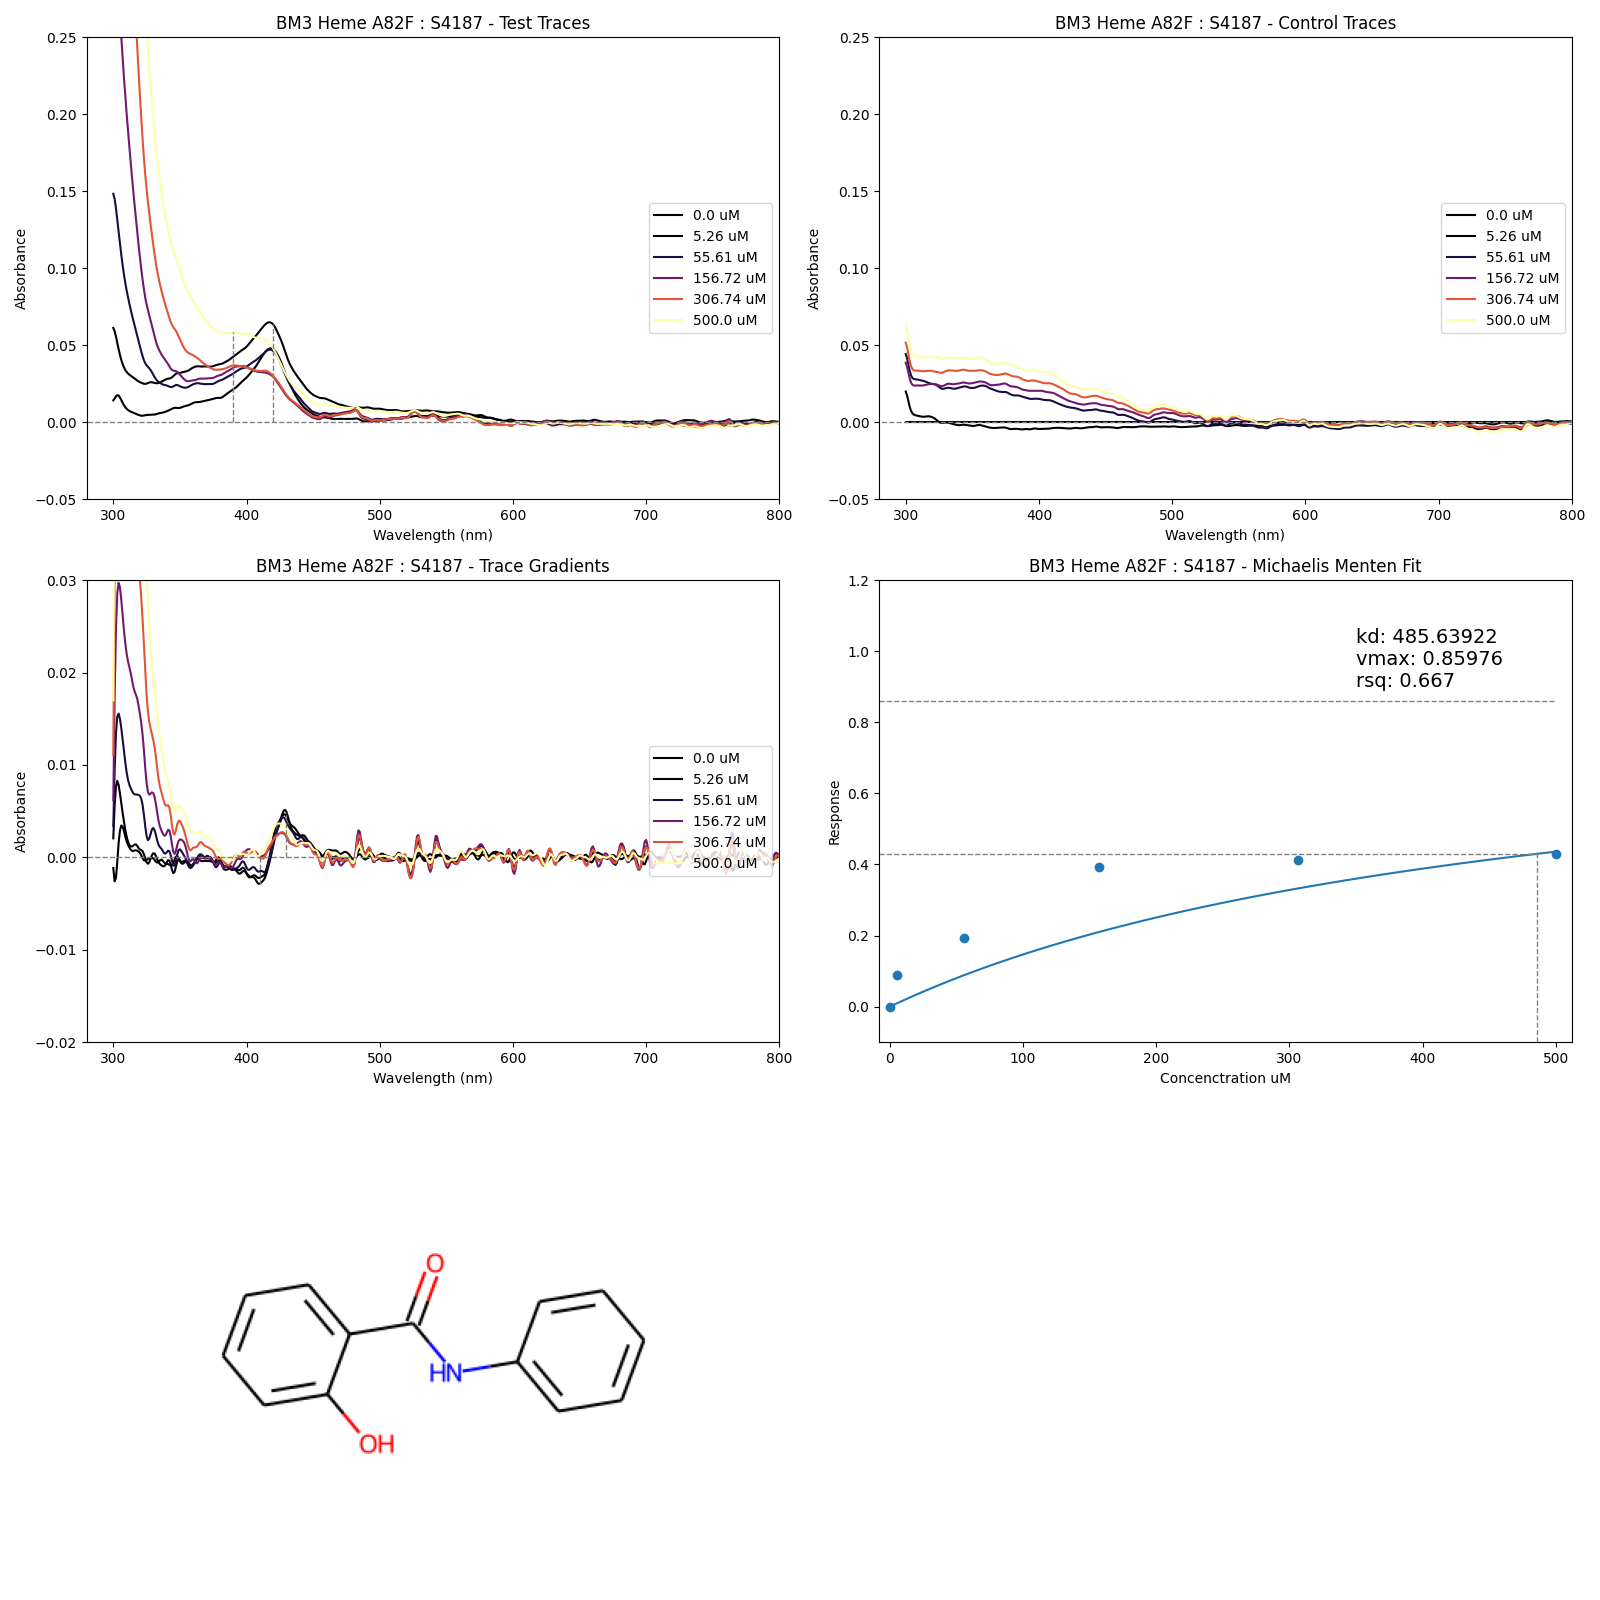 BM3 Heme A82F : S4187 - Test Traces
0.25
0.20
0.15
0.10
0.05
0.00
−0.05
Absorbance
300 400 500 600 700 800
Wavelength (nm)
0.0 uM
5.26 uM
55.61 uM
156.72 uM
306.74 uM
500.0 uM
BM3 Heme A82F : S4187 - Control Traces
0.25
0.20
0.15
0.10
0.05
0.00
−0.05
Absorbance
300 400 500 600 700 800
Wavelength (nm)
0.0 uM
5.26 uM
55.61 uM
156.72 uM
306.74 uM
500.0 uM
BM3 Heme A82F : S4187 - Trace Gradients
0.03
0.02
0.01
0.00
−0.01
−0.02
Absorbance
300 400 500 600 700 800
Wavelength (nm)
0.0 uM
5.26 uM
55.61 uM
156.72 uM
306.74 uM
500.0 uM
BM3 Heme A82F : S4187 - Michaelis Menten Fit
1.2
1.0
0.8
0.6
0.4
0.2
0.0
Response
0 100 200 300 400 500
Concenctration uM
kd: 485.63922
vmax: 0.85976
rsq: 0.667
O
HN
OH